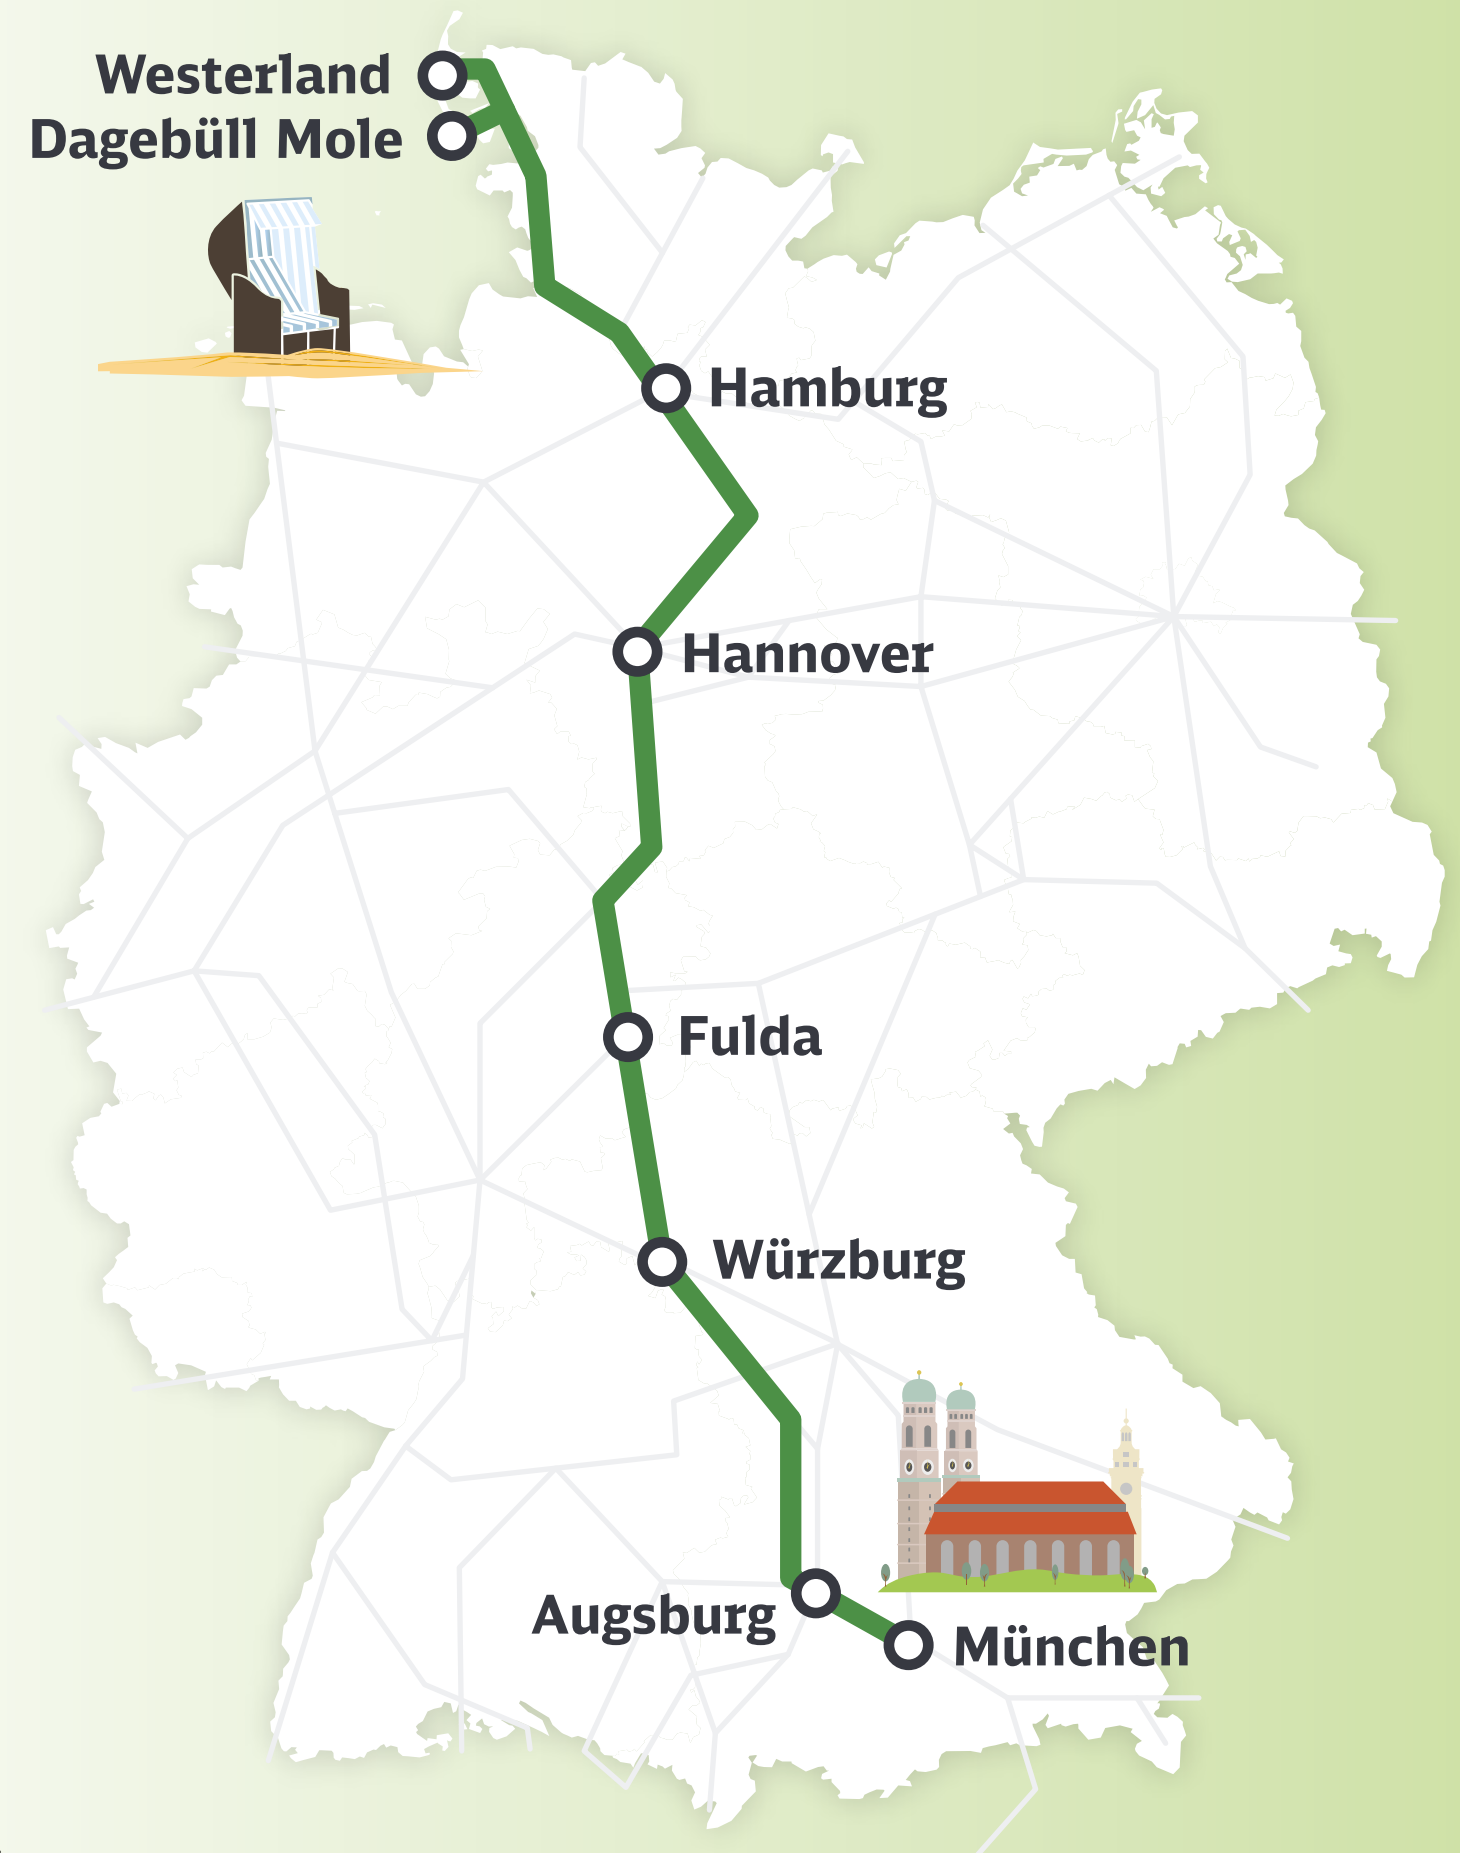 Westerland
Dagebüll Mole
Hamburg
Hannover
Fulda
Würzburg
Augsburg
München